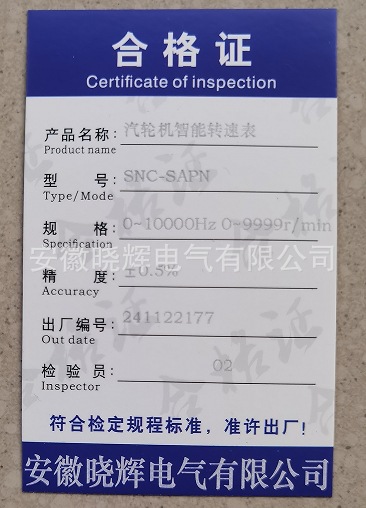 合格证
Certificate of inspection
产品名称: 汽轮机智能转速表
Product name
型 号: SNC-SAPN
Type/Mode
规 格: 0~10000Hz 0~9999r/min
Specification
安徽晓辉电气有限公司
精 度: ±0.5%
Accuracy
出厂编号: 241122177
Out date
检 验 员: 02
Inspector
符合检定规程标准，准许出厂!
安徽晓辉电气有限公司